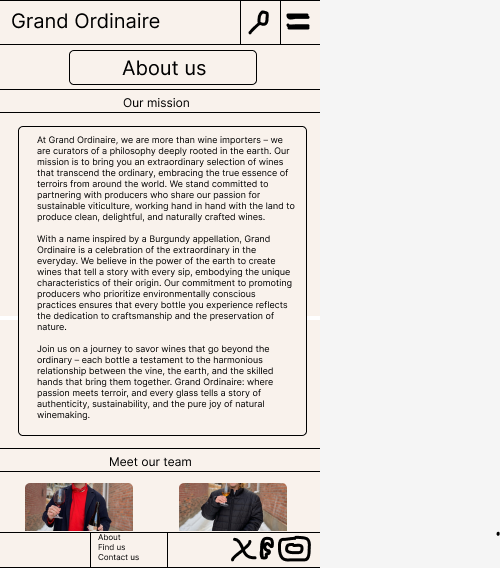 Grand Ordinaire
About us
Our mission
At Grand Ordinaire, we are more than wine importers – we
are curators of a philosophy deeply rooted in the earth. Our
mission is to bring you an extraordinary selection of wines
that transcend the ordinary, embracing the true essence of
terroirs from around the world. We stand committed to
partnering with producers who share our passion for
sustainable viticulture, working hand in hand with the land to
produce clean, delightful, and naturally crafted wines.
With a name inspired by a Burgundy appellation, Grand
Ordinaire is a celebration of the extraordinary in the
everyday. We believe in the power of the earth to create
wines that tell a story with every sip, embodying the unique
characteristics of their origin. Our commitment to promoting
producers who prioritize environmentally conscious
practices ensures that every bottle you experience reflects
the dedication to craftsmanship and the preservation of
nature.
Join us on a journey to savor wines that go beyond the
ordinary – each bottle a testament to the harmonious
relationship between the vine, the earth, and the skilled
hands that bring them together. Grand Ordinaire: where
passion meets terroir, and every glass tells a story of
authenticity, sustainability, and the pure joy of natural
winemaking.
Meet our team
About
Find us
Contact us